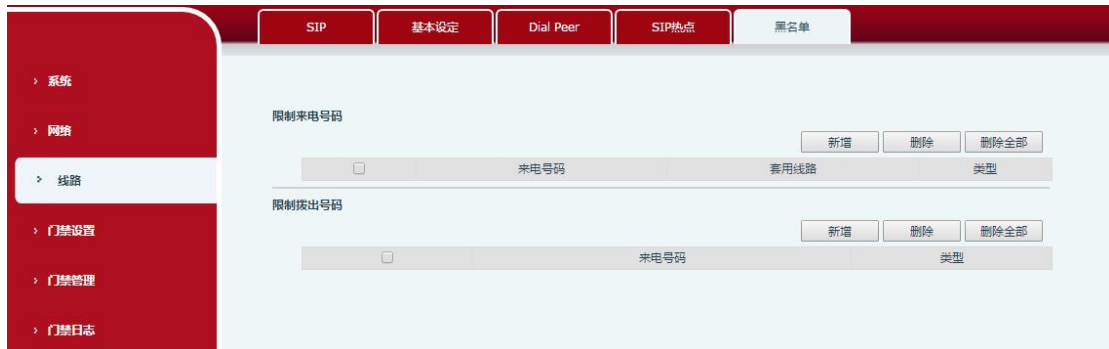 SIP 基本设定 Dial Peer SIP热点 黑名单
› 系统
› 网络
› 线路
› 门禁设置
› 门禁管理
› 门禁日志
限制来电号码
新增 删除 删除全部
来电号码 套用线路 类型
限制拨出号码
新增 删除 删除全部
来电号码 类型